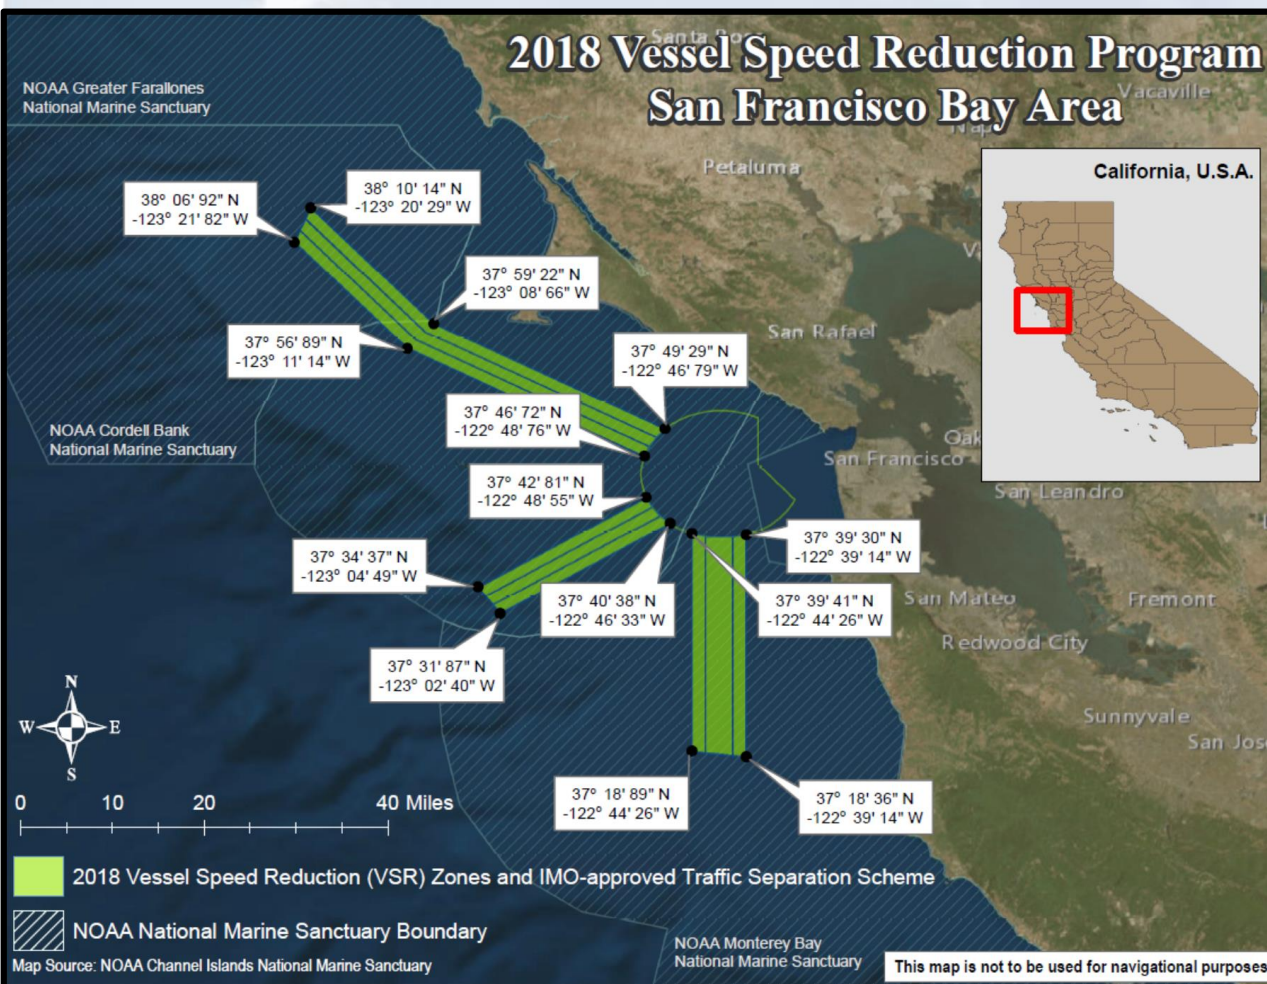 2018 Vessel Speed Reduction Program
San Francisco Bay Area
Santa Rosa
Vacaville
Napa
Petaluma
NOAA Greater Farallones
National Marine Sanctuary
California, U.S.A.
38° 10' 14" N
-123° 20' 29" W
38° 06' 92" N
-123° 21' 82" W
37° 59' 22" N
-123° 08' 66" W
San Rafael
37° 56' 89" N
-123° 11' 14" W
37° 49' 29" N
-122° 46' 79" W
37° 46' 72" N
-122° 48' 76" W
NOAA Cordell Bank
National Marine Sanctuary
Oak
San Francisco
San Leandro
37° 42' 81" N
-122° 48' 55" W
37° 39' 30" N
-122° 39' 14" W
37° 34' 37" N
-123° 04' 49" W
37° 40' 38" N
-122° 46' 33" W
37° 39' 41" N
-122° 44' 26" W
San Mateo
Fremont
Redwood City
37° 31' 87" N
-123° 02' 40" W
N
W E
S
Sunnyvale
San Jos
37° 18' 89" N
-122° 44' 26" W
37° 18' 36" N
-122° 39' 14" W
0 10 20 40 Miles
2018 Vessel Speed Reduction (VSR) Zones and IMO-approved Traffic Separation Scheme
NOAA National Marine Sanctuary Boundary
Map Source: NOAA Channel Islands National Marine Sanctuary
NOAA Monterey Bay
National Marine Sanctuary
This map is not to be used for navigational purposes